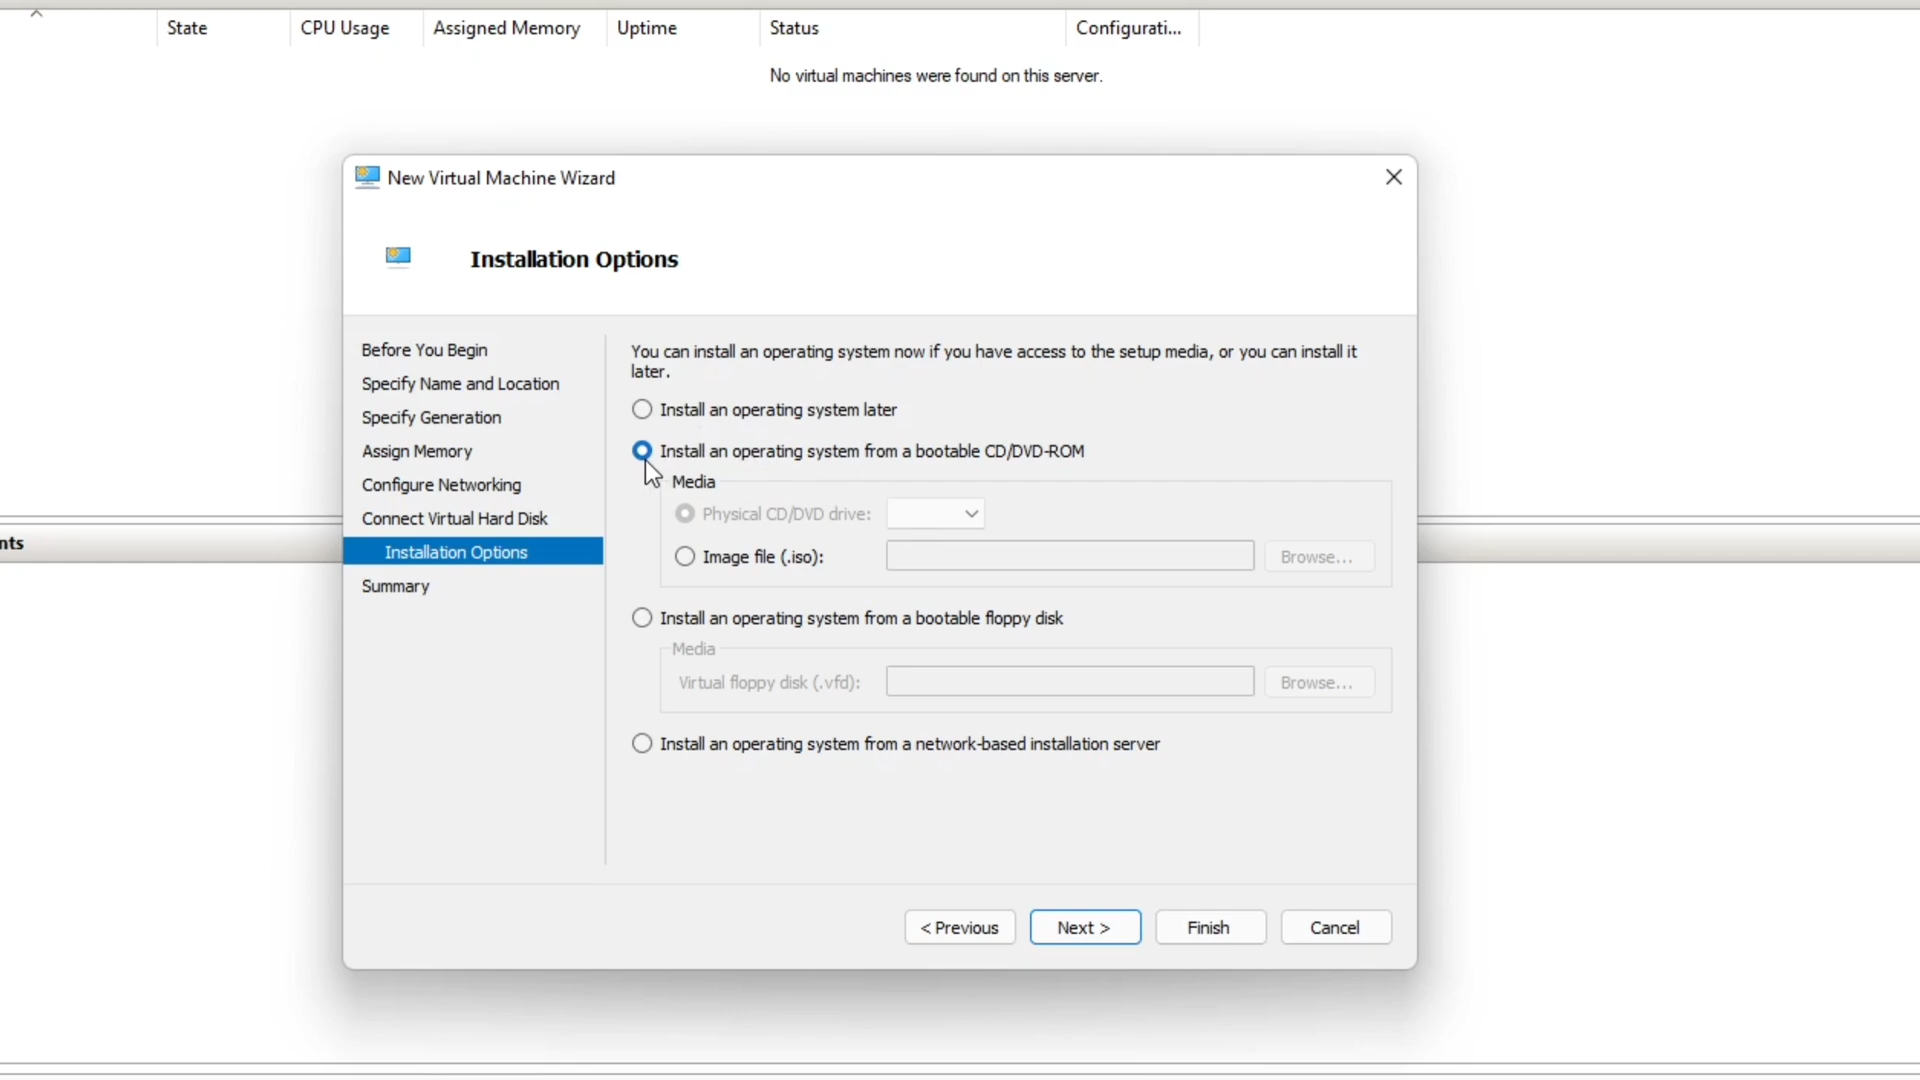 State
CPU Usage
Assigned Memory
Uptime
Status
Configurati...
No virtual machines were found on this server.
New Virtual Machine Wizard
Installation Options
Before You Begin
Specify Name and Location
Specify Generation
Assign Memory
Configure Networking
Connect Virtual Hard Disk
Installation Options
Summary
You can install an operating system now if you have access to the setup media, or you can install it
later.
Install an operating system later
Install an operating system from a bootable CD/DVD-ROM
Media
Physical CD/DVD drive:
Image file (.iso):
Browse...
Install an operating system from a bootable floppy disk
Media
Virtual floppy disk (.vfd):
Browse...
Install an operating system from a network-based installation server
nts
< Previous
Next >
Finish
Cancel